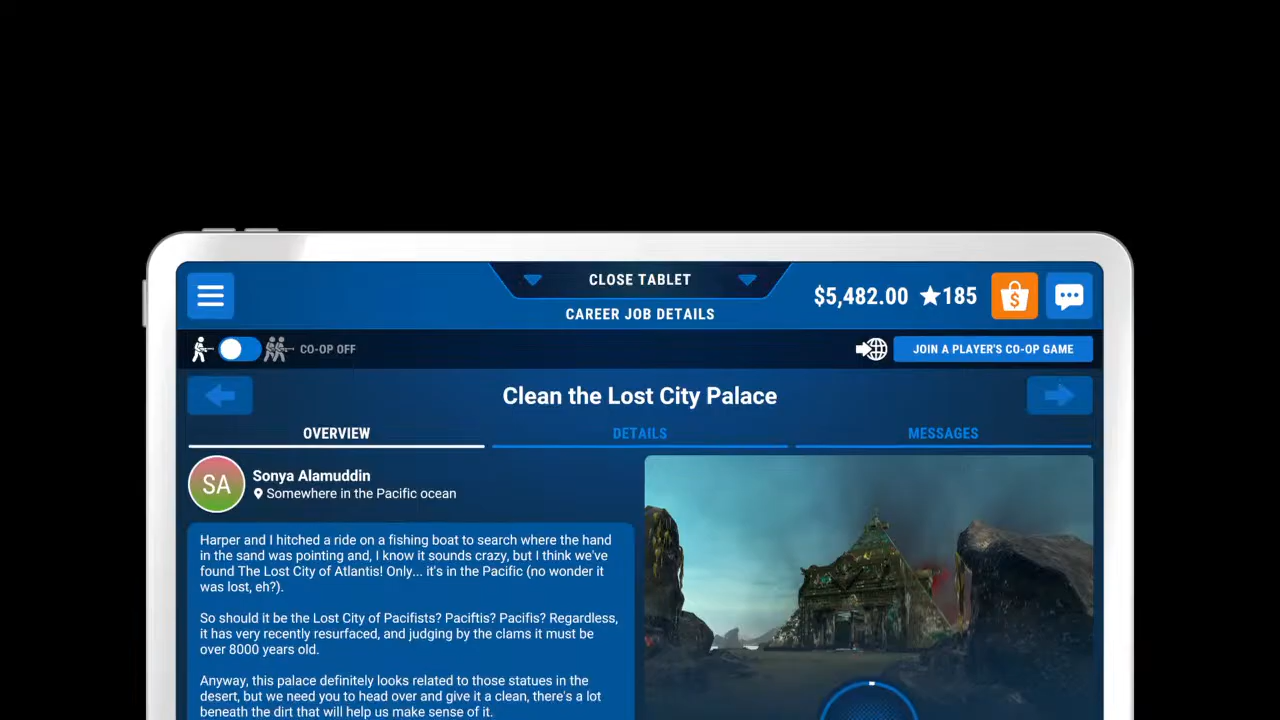 CLOSE TABLET
$5,482.00 ★185
CAREER JOB DETAILS
CO-OP OFF
JOIN A PLAYER'S CO-OP GAME
Clean the Lost City Palace
OVERVIEW
DETAILS
MESSAGES
SA
Sonya Alamuddin
Somewhere in the Pacific ocean
Harper and I hitched a ride on a fishing boat to search where the hand
in the sand was pointing and, I know it sounds crazy, but I think we've
found The Lost City of Atlantis! Only... it's in the Pacific (no wonder it
was lost, eh?).
So should it be the Lost City of Pacifists? Paciftis? Pacifis? Regardless,
it has very recently resurfaced, and judging by the clams it must be
over 8000 years old.
Anyway, this palace definitely looks related to those statues in the
desert, but we need you to head over and give it a clean, there's a lot
beneath the dirt that will help us make sense of it.